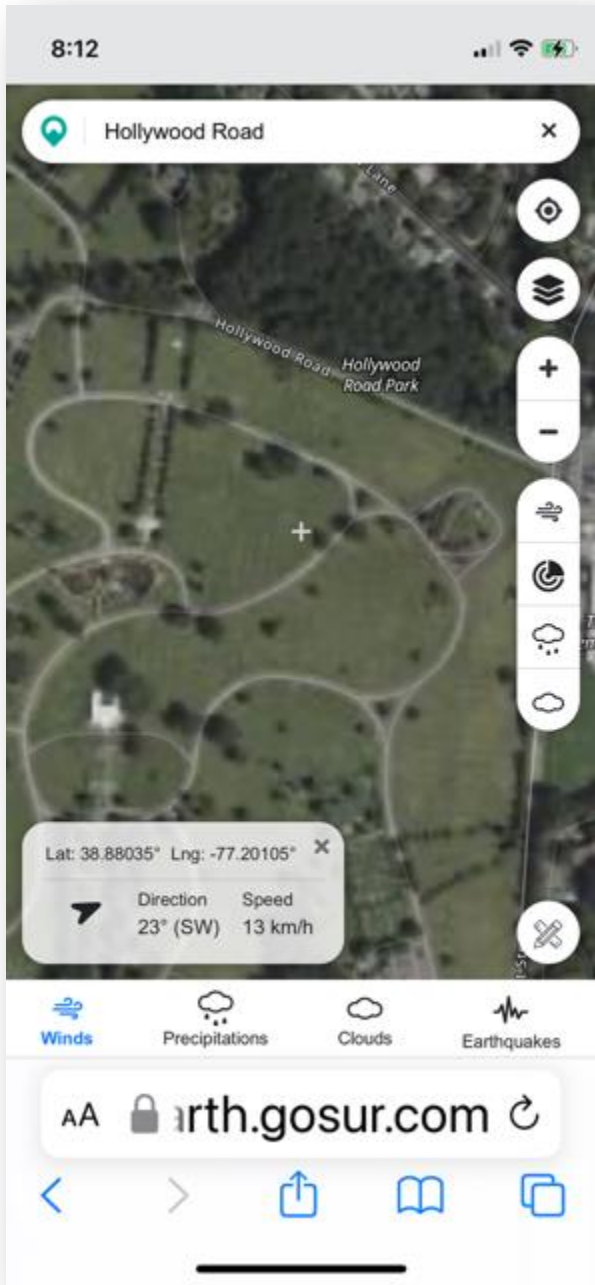 8:12
Hollywood Road
Lane
Hollywood Road
Hollywood
Road Park
Lat: 38.88035° Lng: -77.20105°
Direction Speed
23° (SW) 13 km/h
Winds Precipitations Clouds Earthquakes
AA arth.gosur.com